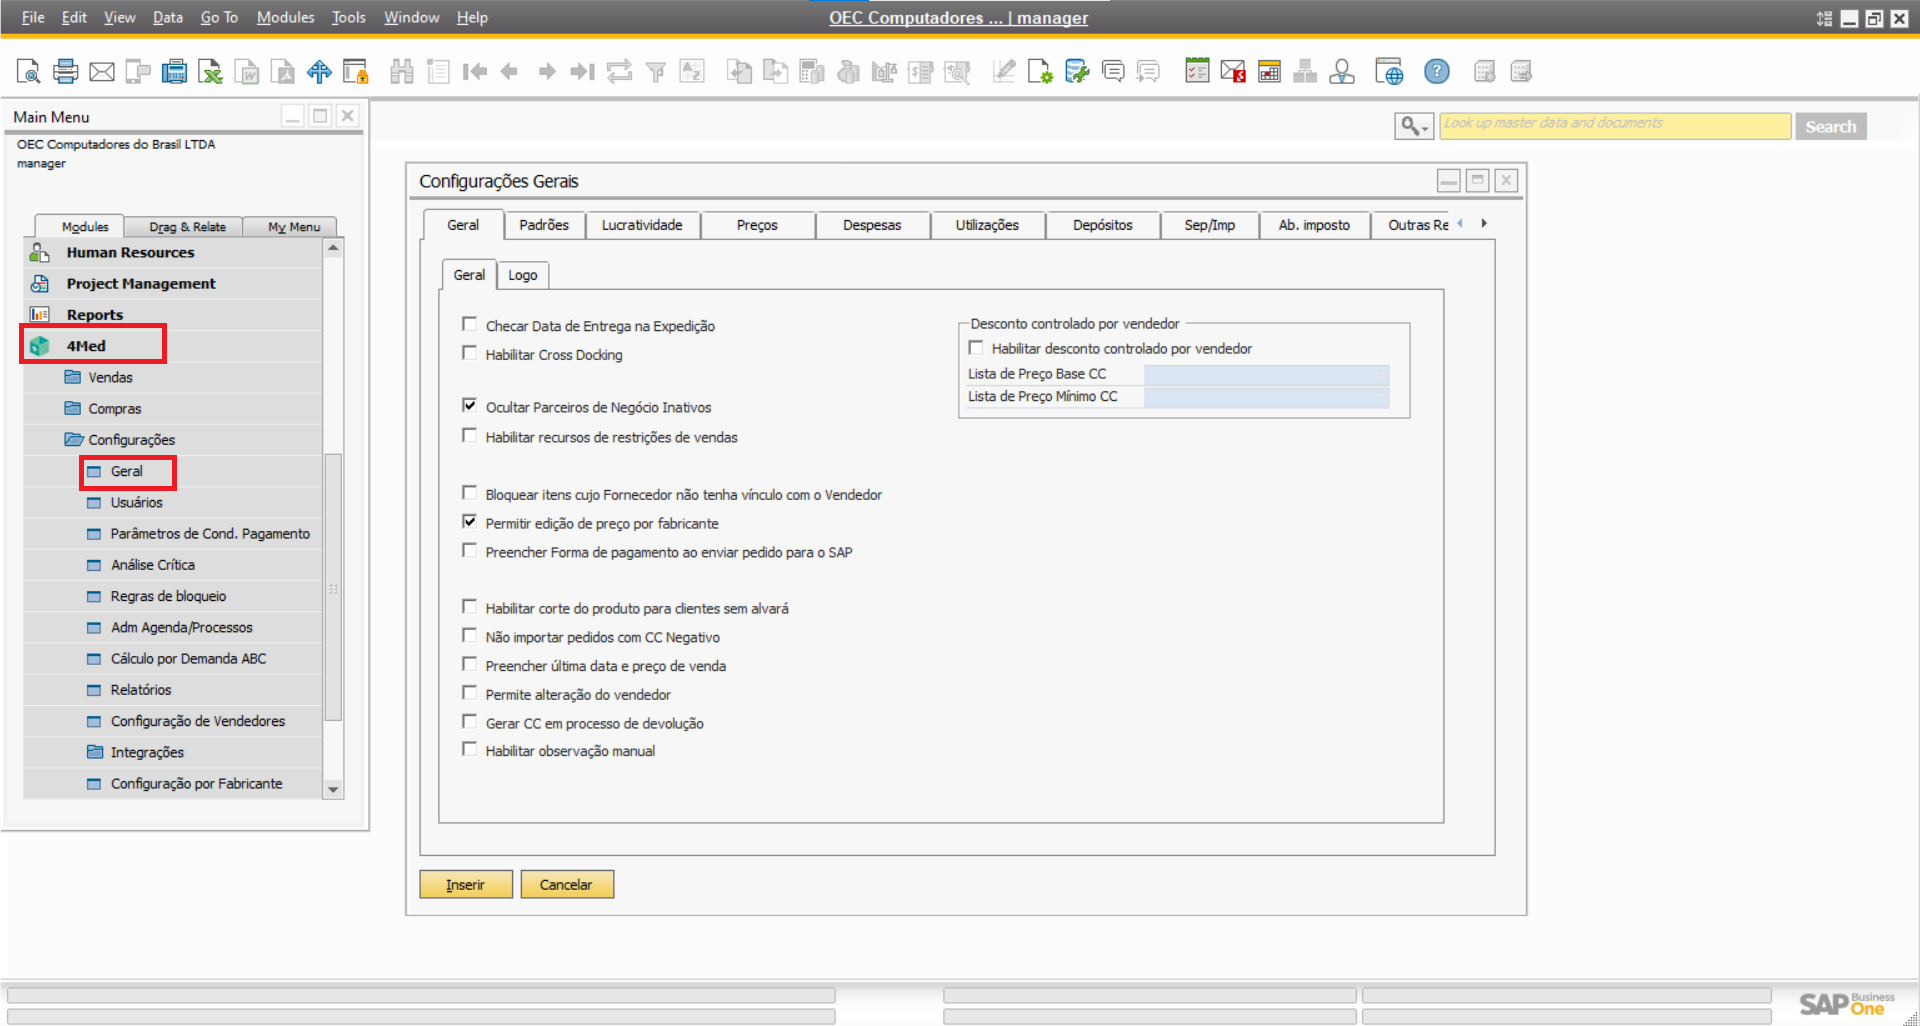 File Edit View Data Go To Modules Tools Window Help
OEC Computadores ... | manager
Main Menu
OEC Computadores do Brasil LTDA
manager
Look up master data and documents
Search
Modules Drag & Relate My Menu
Human Resources
Project Management
Reports
4Med
Vendas
Compras
Configurações
Geral
Usuários
Parâmetros de Cond. Pagamento
Análise Crítica
Regras de bloqueio
Adm Agenda/Processos
Cálculo por Demanda ABC
Relatórios
Configuração de Vendedores
Integrações
Configuração por Fabricante
Configurações Gerais
Geral Padrões Lucratividade Preços Despesas Utilizações Depósitos Sep/Imp Ab. imposto Outras Re
Geral Logo
Checar Data de Entrega na Expedição
Habilitar Cross Docking
Ocultar Parceiros de Negócio Inativos
Habilitar recursos de restrições de vendas
Bloquear itens cujo Fornecedor não tenha vínculo com o Vendedor
Permitir edição de preço por fabricante
Preencher Forma de pagamento ao enviar pedido para o SAP
Habilitar corte do produto para clientes sem alvará
Não importar pedidos com CC Negativo
Preencher última data e preço de venda
Permite alteração do vendedor
Gerar CC em processo de devolução
Habilitar observação manual
Desconto controlado por vendedor
Habilitar desconto controlado por vendedor
Lista de Preço Base CC
Lista de Preço Mínimo CC
Inserir Cancelar
SAP Business One